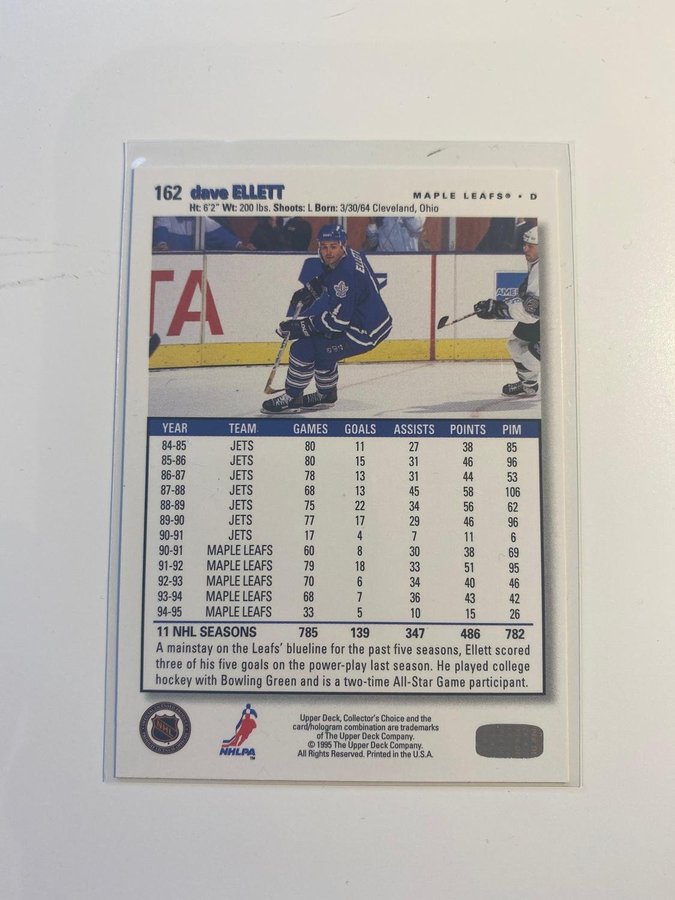 162 dave ELLETT
MAPLE LEAFS® • D
Ht: 6'2" Wt: 200 lbs. Shoots: L Born: 3/30/64 Cleveland, Ohio
TA
ELLETT
AME
YEAR TEAM GAMES GOALS ASSISTS POINTS PIM
84-85 JETS 80 11 27 38 85
85-86 JETS 80 15 31 46 96
86-87 JETS 78 13 31 44 53
87-88 JETS 68 13 45 58 106
88-89 JETS 75 22 34 56 62
89-90 JETS 77 17 29 46 96
90-91 JETS 17 4 7 11 6
90-91 MAPLE LEAFS 60 8 30 38 69
91-92 MAPLE LEAFS 79 18 33 51 95
92-93 MAPLE LEAFS 70 6 34 40 46
93-94 MAPLE LEAFS 68 7 36 43 42
94-95 MAPLE LEAFS 33 5 10 15 26
11 NHL SEASONS 785 139 347 486 782
A mainstay on the Leafs' blueline for the past five seasons, Ellett scored
three of his five goals on the power-play last season. He played college
hockey with Bowling Green and is a two-time All-Star Game participant.
NHL
NHLPA
TM
Upper Deck, Collector's Choice and the
card/hologram combination are trademarks
of The Upper Deck Company.
© 1995 The Upper Deck Company.
All Rights Reserved. Printed in the U.S.A.